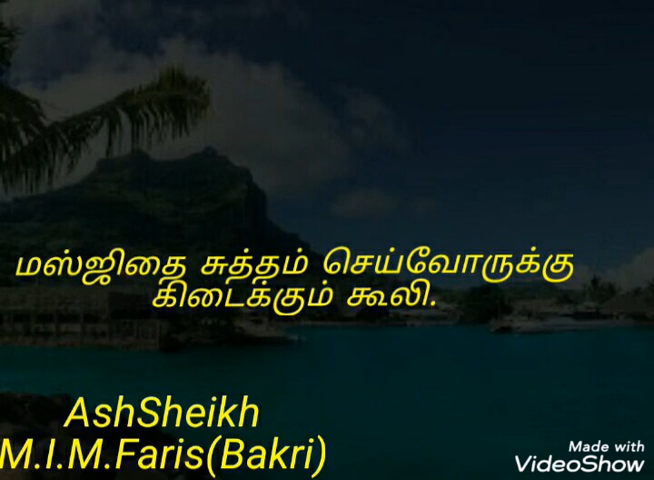 மஸ்ஜிதை சுத்தம் செய்வோருக்கு
கிடைக்கும் கூலி.
AshSheikh
M.I.M.Faris(Bakri)
Made with
VideoShow